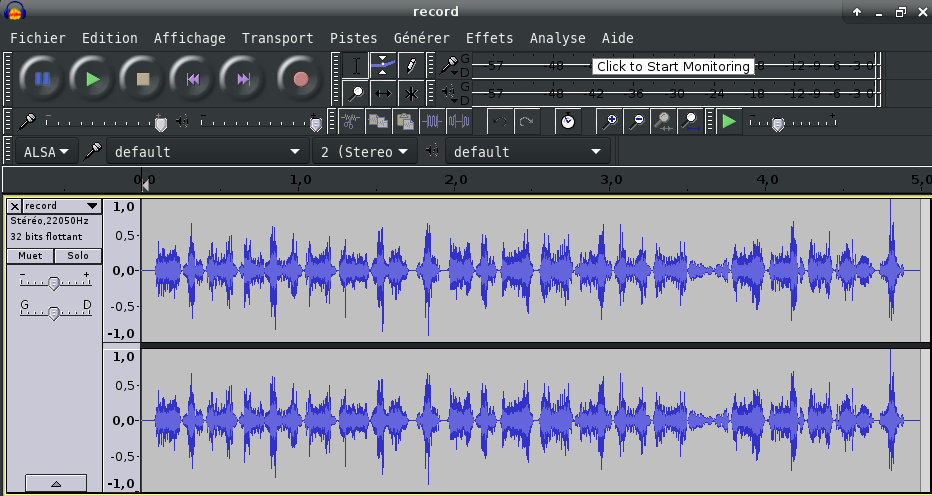 record
Fichier Edition Affichage Transport Pistes Générer Effets Analyse Aide
G D -57 -48 Click to Start Monitoring -18 -12 -9 -6 -3 0
G D -57 -48 -42 -36 -30 -24 -18 -12 -9 -6 -3 0
ALSA default 2 (Stereo default
0,0 1,0 2,0 3,0 4,0 5,0
record
Stéréo,22050Hz
32 bits flottant
Muet Solo
- +
G D
1,0
0,5-
0,0-
-0,5-
-1,0
1,0
0,5-
0,0-
-0,5-
-1,0